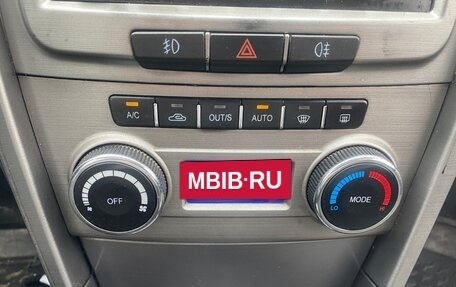 A/C
OUT/S
AUTO
OFF
MBIB.RU
LO
MODE
HI